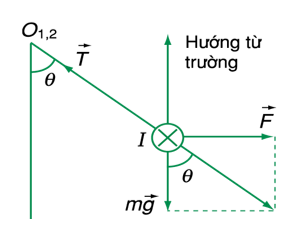 O₁,₂
Hướng từ
trường
T⃗
θ
F⃗
I
θ
mg⃗